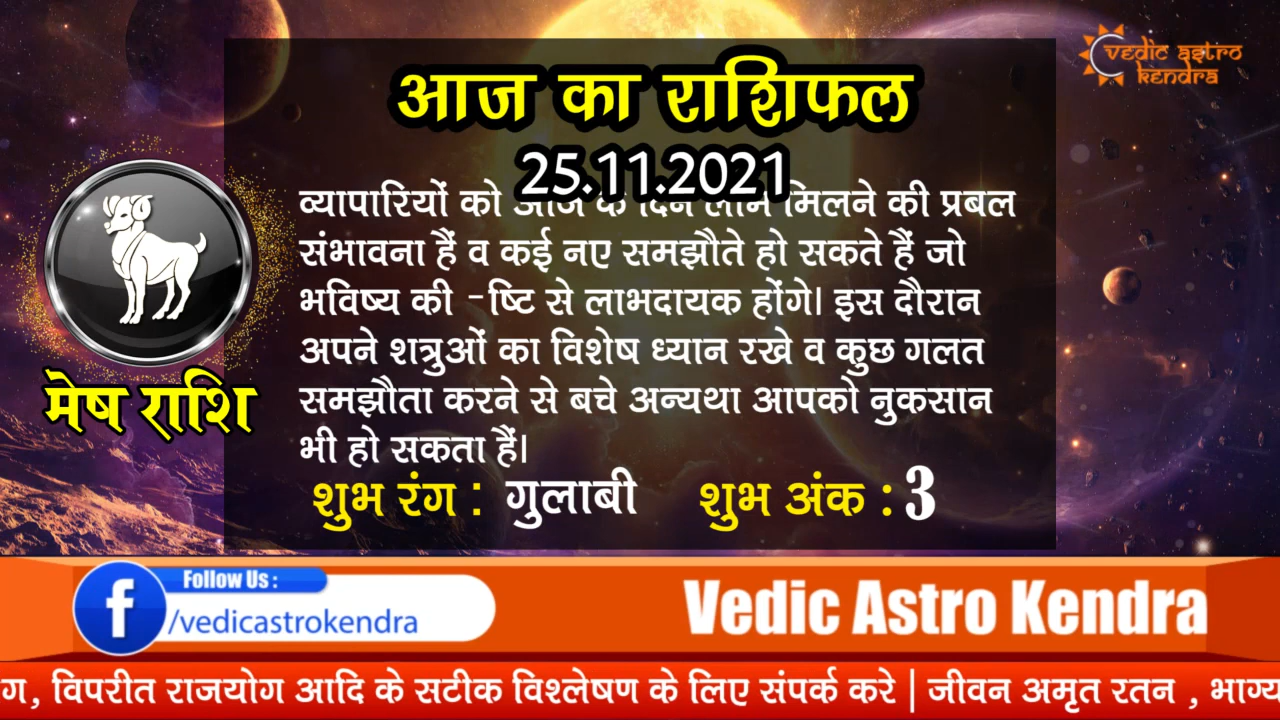 vedic astro
kendra
आज का राशिफल
25.11.2021
व्यापारियों को मिलने की प्रबल
संभावना हैं व कई नए समझौते हो सकते हैं जो
भविष्य की -ष्टि से लाभदायक होंगे। इस दौरान
अपने शत्रुओं का विशेष ध्यान रखे व कुछ गलत
समझौता करने से बचे अन्यथा आपको नुकसान
भी हो सकता हैं।
मेष राशि
शुभ रंग : गुलाबी शुभ अंक : 3
Follow Us :
/vedicastrokendra
Vedic Astro Kendra
ग, विपरीत राजयोग आदि के सटीक विश्लेषण के लिए संपर्क करे | जीवन अमृत रतन , भाग्य